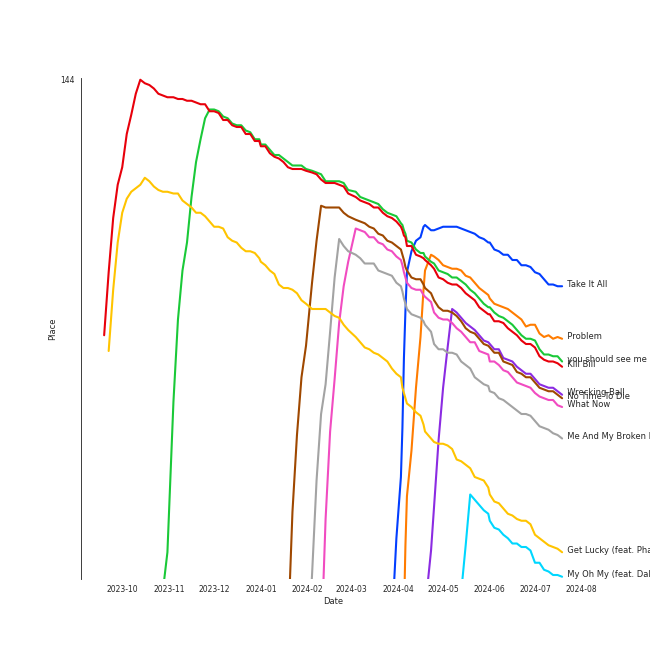 144
Place
Take It All
Problem
you should see me
Kill Bill
Wrecking Ball
No Time To Die
What Now
Me And My Broken
Get Lucky (feat. Pha
My Oh My (feat. Dal
2023-10 2023-11 2023-12 2024-01 2024-02 2024-03 2024-04 2024-05 2024-06 2024-07 2024-08
Date